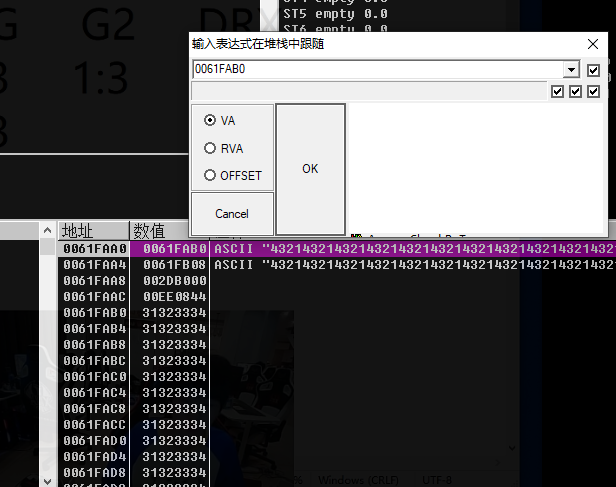 ST5 empty 0.0
ST6 empty 0.0
G G2 DRX
3 1:3
3
输入表达式在堆栈中跟随
0061FAB0
VA
RVA
OFFSET
OK
Cancel
地址 数值
0061FAA0 0061FAB0 ASCII "432143214321432143214321432143214321432
0061FAA4 0061FB08 ASCII "432143214321432143214321432143214321432
0061FAA8 002DB000
0061FAAC 00EE0844
0061FAB0 31323334
0061FAB4 31323334
0061FAB8 31323334
0061FABC 31323334
0061FAC0 31323334
0061FAC4 31323334
0061FAC8 31323334
0061FACC 31323334
0061FAD0 31323334
0061FAD4 31323334
0061FAD8 31323334
Windows (CRLF) UTF-8